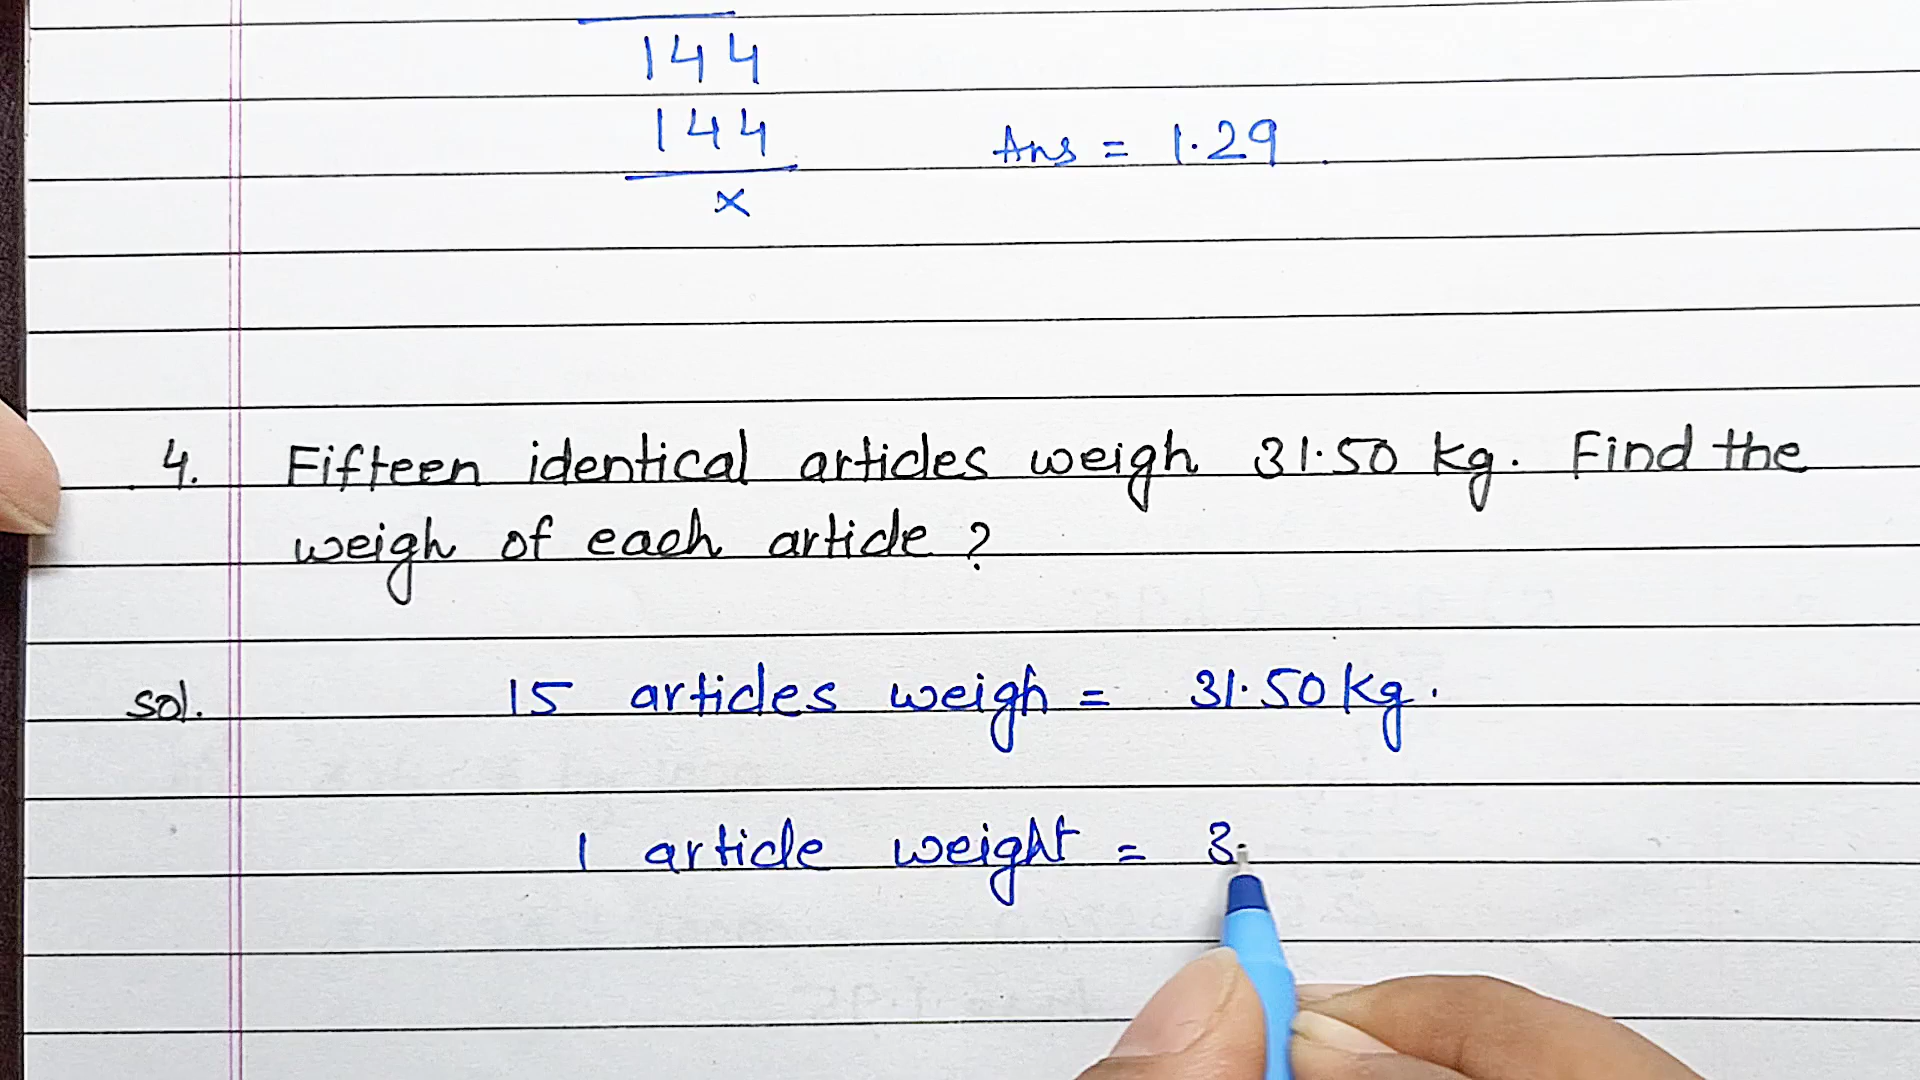 144
144
Ans = 1.29
x
4. Fifteen identical articles weigh 31.50 kg. Find the
weigh of each article ?
sol. 15 articles weigh = 31.50 kg.
1 article weight = 3